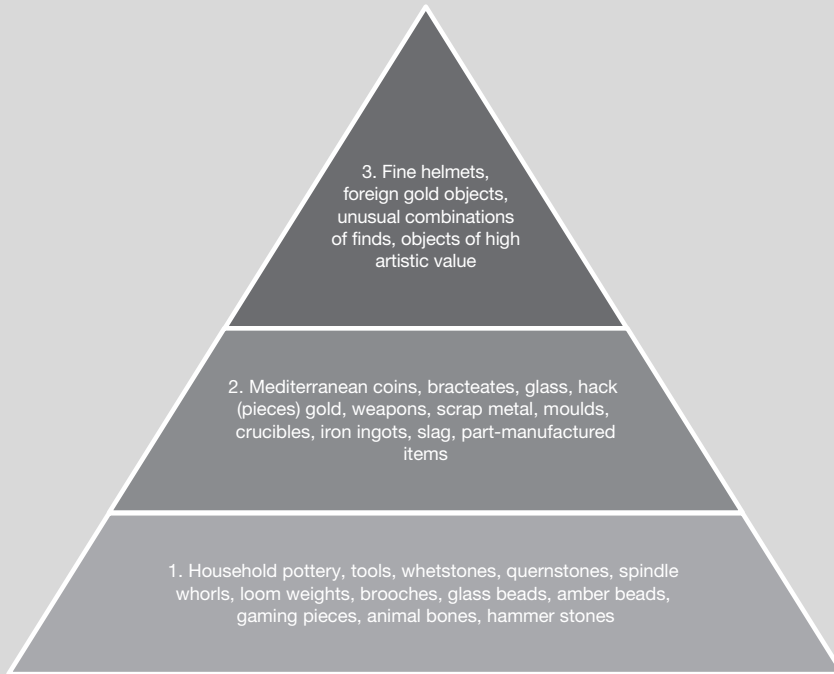 3. Fine helmets,
foreign gold objects,
unusual combinations
of finds, objects of high
artistic value
2. Mediterranean coins, bracteates, glass, hack
(pieces) gold, weapons, scrap metal, moulds,
crucibles, iron ingots, slag, part-manufactured
items
1. Household pottery, tools, whetstones, quernstones, spindle
whorls, loom weights, brooches, glass beads, amber beads,
gaming pieces, animal bones, hammer stones